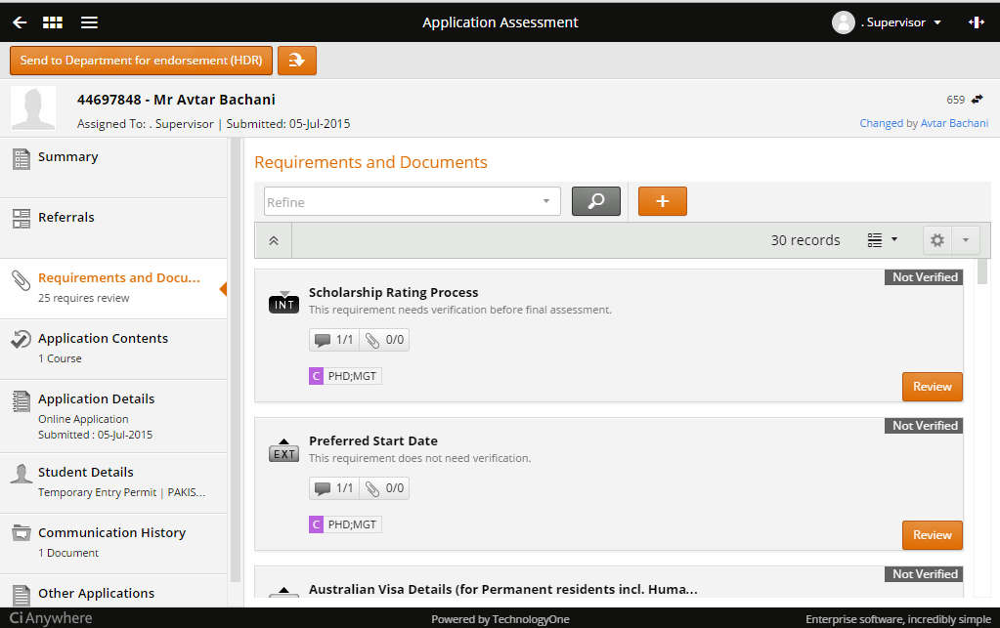 Application Assessment
. Supervisor
Send to Department for endorsement (HDR)
44697848 - Mr Avtar Bachani
659
Assigned To: . Supervisor | Submitted: 05-Jul-2015
Changed by Avtar Bachani
Summary
Referrals
Requirements and Docu...
25 requires review
Application Contents
1 Course
Application Details
Online Application
Submitted : 05-Jul-2015
Student Details
Temporary Entry Permit | PAKIS...
Communication History
1 Document
Other Applications
Requirements and Documents
Refine
30 records
Not Verified
INT
Scholarship Rating Process
This requirement needs verification before final assessment.
1/1 0/0
C PHD;MGT
Review
Not Verified
EXT
Preferred Start Date
This requirement does not need verification.
1/1 0/0
C PHD;MGT
Review
Not Verified
Australian Visa Details (for Permanent residents incl. Huma...
Ci Anywhere
Powered by TechnologyOne
Enterprise software, incredibly simple